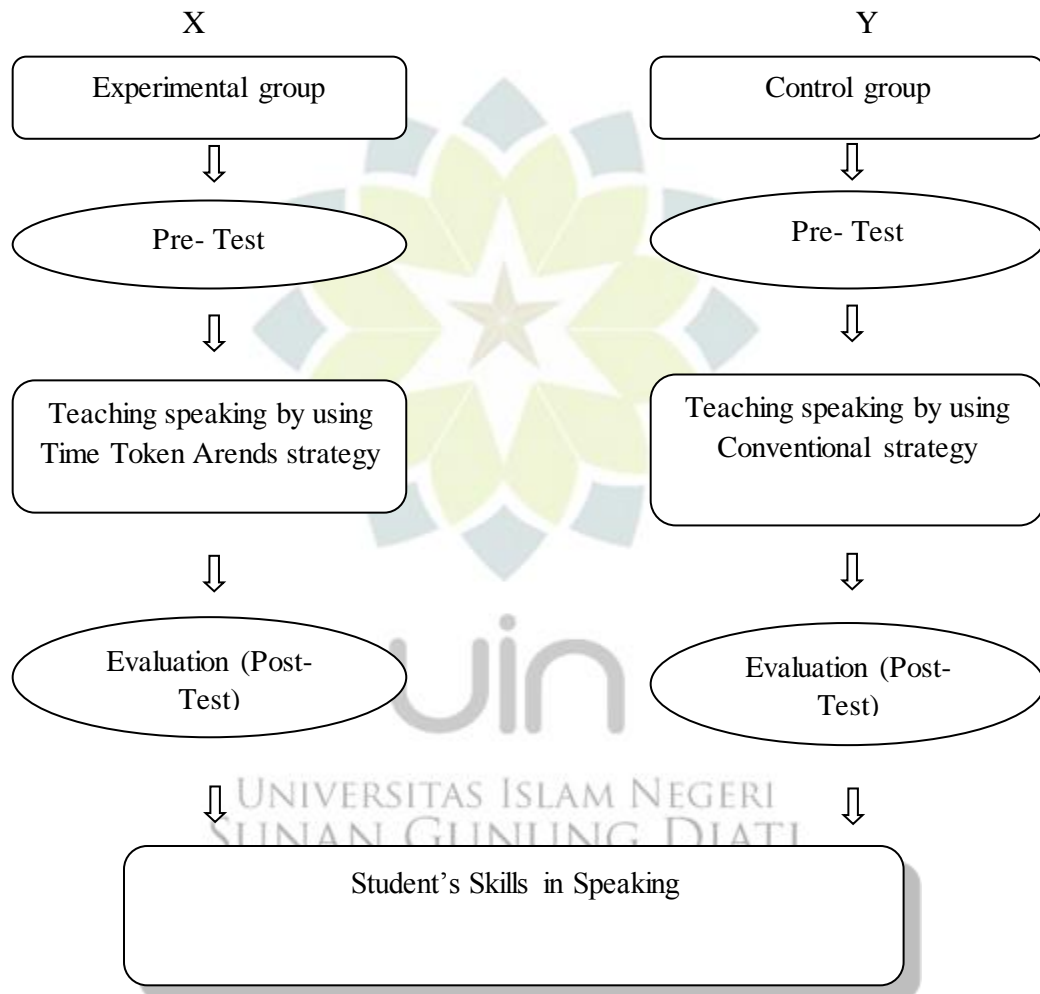 X
Y
Experimental group
Control group
Pre- Test
Pre- Test
Teaching speaking by using
Time Token Arends strategy
Teaching speaking by using
Conventional strategy
Evaluation (Post-
Test)
Evaluation (Post-
Test)
uin
UNIVERSITAS ISLAM NEGERI
SUNAN GUNUNG DJATI
Student’s Skills in Speaking